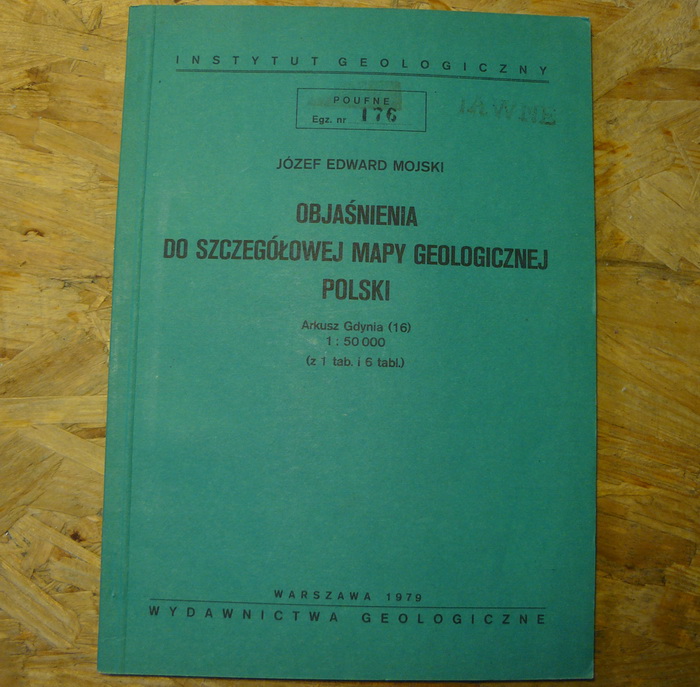 INSTYTUT GEOLOGICZNY
POUFNE
Egz. nr 176
JAWNE
JÓZEF EDWARD MOJSKI
OBJAŚNIENIA
DO SZCZEGÓŁOWEJ MAPY GEOLOGICZNEJ
POLSKI
Arkusz Gdynia (16)
1 : 50 000
(z 1 tab. i 6 tabl.)
WARSZAWA 1979
WYDAWNICTWA GEOLOGICZNE